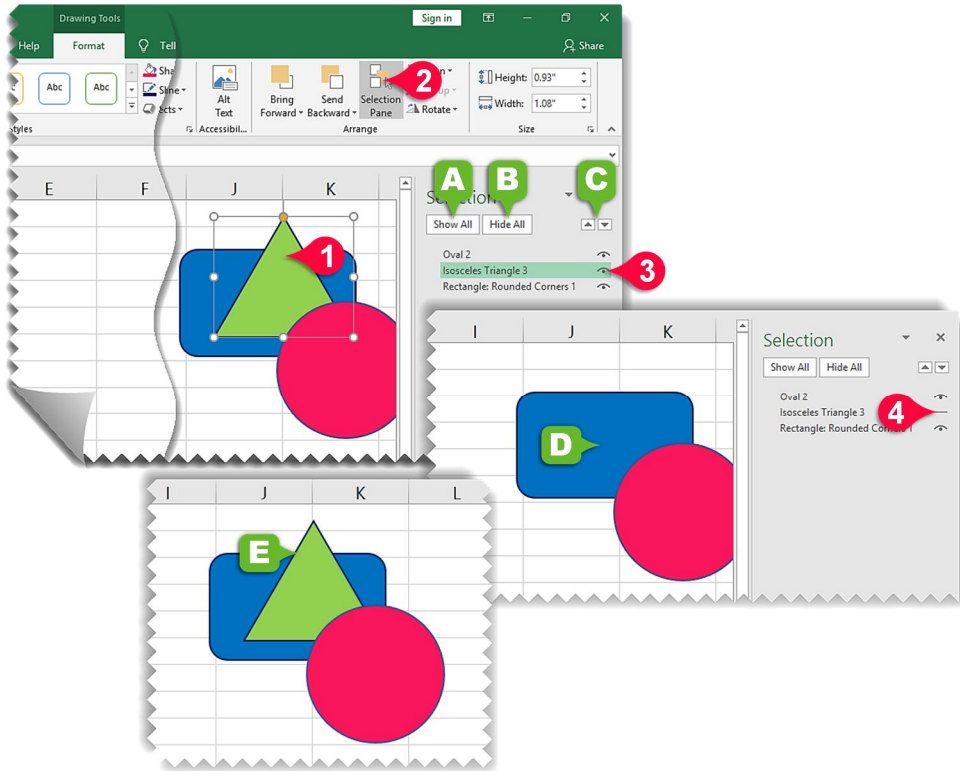 Drawing Tools
Sign in
Help
Format
Tell
Share
Abc
Abc
Alt
Text
Bring
Forward
Send
Backward
Selection
Pane
Rotate
Height:
0.93"
Width:
1.08"
Accessibil...
Arrange
Size
2
A
B
C
E
F
J
K
Selection
Show All
Hide All
1
Oval 2
Isosceles Triangle 3
3
Rectangle: Rounded Corners 1
I
J
K
Selection
Show All
Hide All
Oval 2
Isosceles Triangle 3
4
Rectangle: Rounded
D
I
J
K
L
E